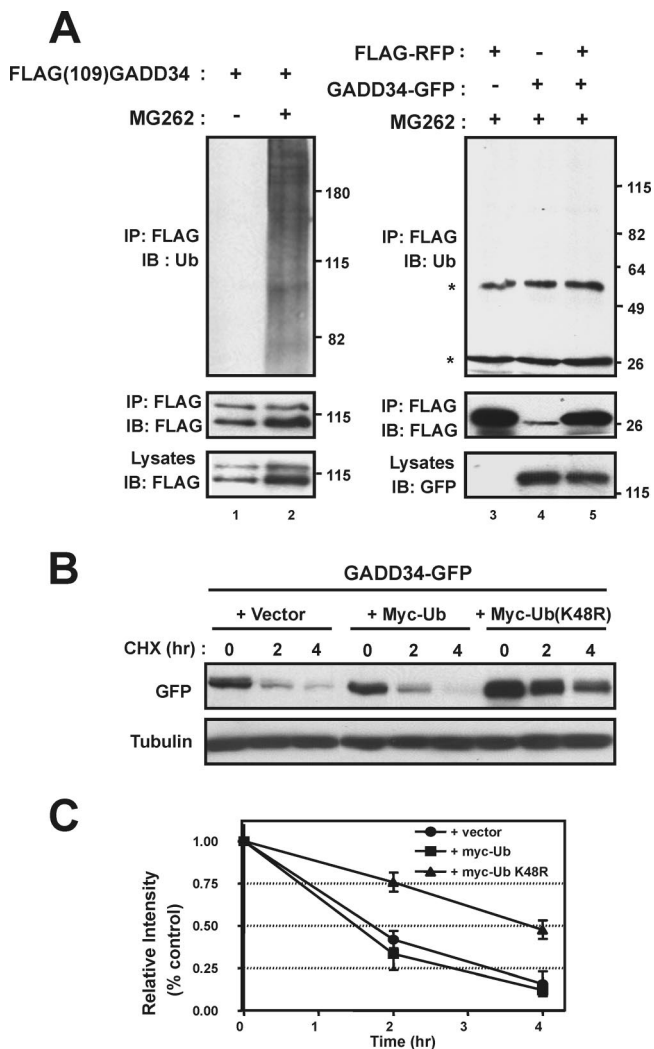 A
FLAG(109)GADD34 : + +
MG262 : - +
IP: FLAG
IB : Ub
180
115
82
IP: FLAG
IB: FLAG
115
Lysates
IB: FLAG
115
1 2
FLAG-RFP : + - +
GADD34-GFP : - + +
MG262 : + + +
IP: FLAG
IB: Ub
115
82
64
*
49
*
26
IP: FLAG
IB: FLAG
26
Lysates
IB: GFP
115
3 4 5
B
GADD34-GFP
+ Vector + Myc-Ub + Myc-Ub(K48R)
CHX (hr) : 0 2 4 0 2 4 0 2 4
GFP
Tubulin
C
+ vector
+ myc-Ub
+ myc-Ub K48R
Relative Intensity
(% control)
1.00
0.75
0.50
0.25
0.00
0 1 2 3 4
Time (hr)